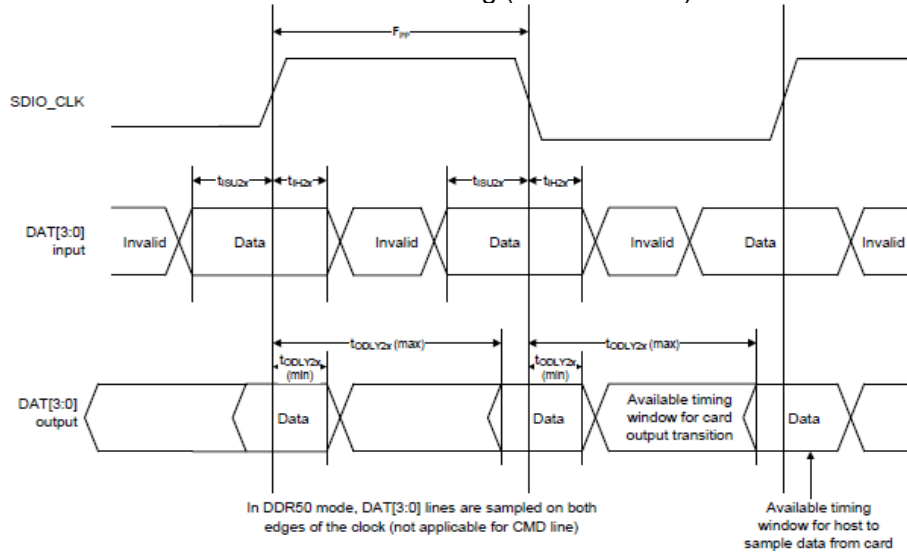 FPP
SDIO_CLK
tISU2x
tIH2x
tISU2x
tIH2x
DAT[3:0]
input
Invalid
Data
Invalid
Data
Invalid
Data
Invalid
tODLY2x (max)
tODLY2x (max)
tODLY2x
(min)
tODLY2x
(min)
DAT[3:0]
output
Data
Data
Available timing
window for card
output transition
Data
In DDR50 mode, DAT[3:0] lines are sampled on both
edges of the clock (not applicable for CMD line)
Available timing
window for host to
sample data from card